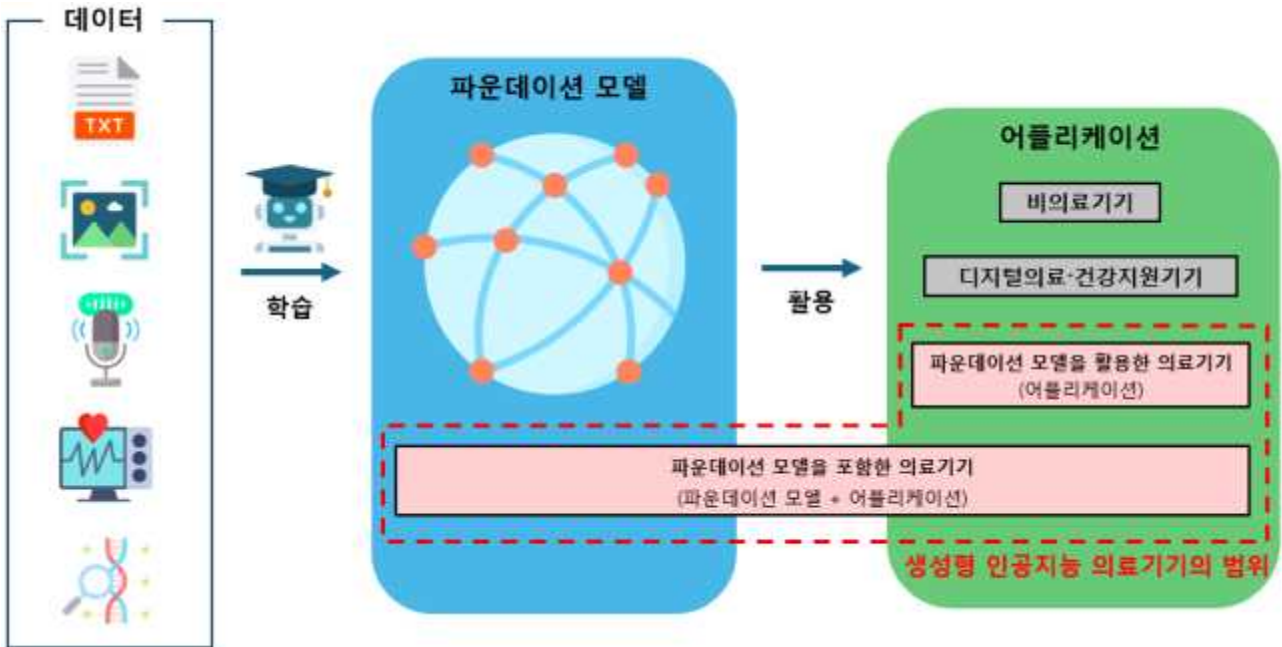 데이터
TXT
학습
파운데이션 모델
활용
어플리케이션
비의료기기
디지털의료·건강지원기기
파운데이션 모델을 활용한 의료기기
(어플리케이션)
파운데이션 모델을 포함한 의료기기
(파운데이션 모델 + 어플리케이션)
생성형 인공지능 의료기기의 범위